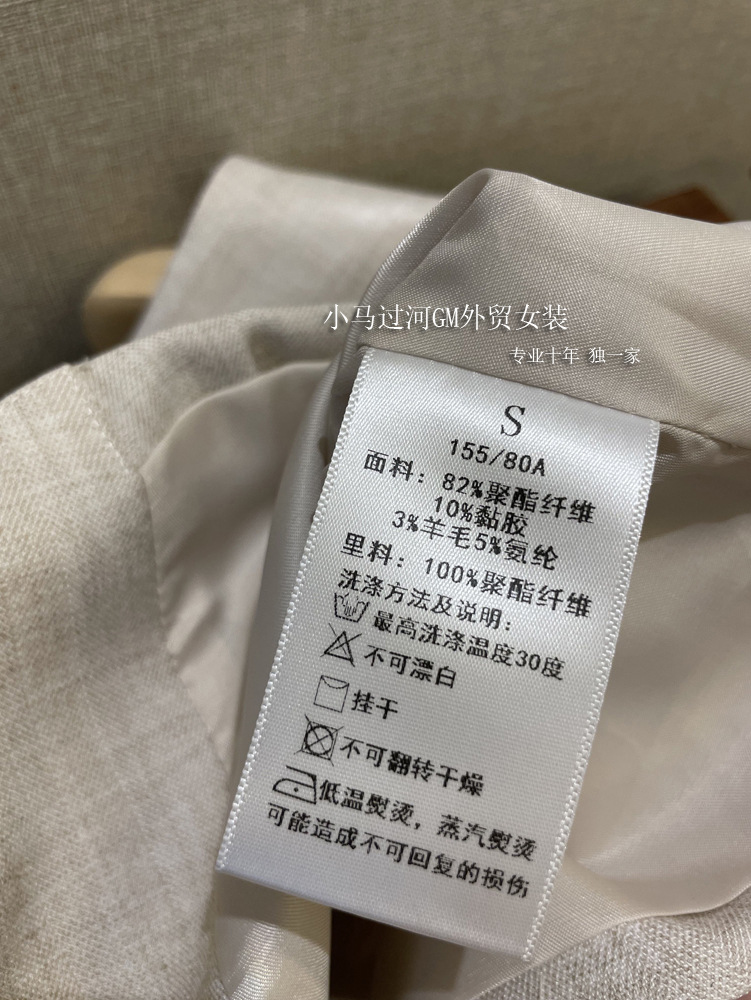 小马过河GM外贸女装
专业十年 独一家
S
155/80A
面料：82%聚酯纤维
10%黏胶
3%羊毛5%氨纶
里料：100%聚酯纤维
洗涤方法及说明：
最高洗涤温度30度
不可漂白
挂干
不可翻转干燥
低温熨烫，蒸汽熨烫
可能造成不可回复的损伤